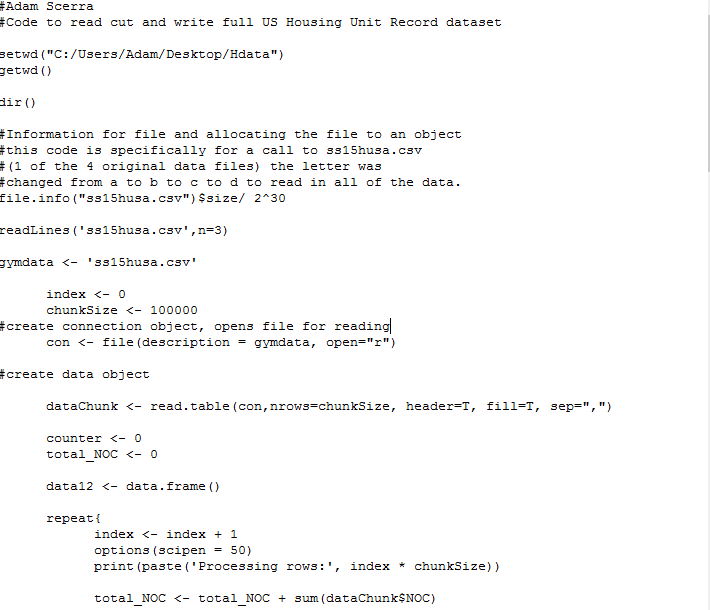 #Adam Scerra
#Code to read cut and write full US Housing Unit Record dataset
setwd("C:/Users/Adam/Desktop/Hdata")
getwd()
dir()
#Information for file and allocating the file to an object
#this code is specifically for a call to ss15husa.csv
#(1 of the 4 original data files) the letter was
#changed from a to b to c to d to read in all of the data.
file.info("ss15husa.csv")$size/ 2^30
readLines('ss15husa.csv',n=3)
gymdata <- 'ss15husa.csv'
index <- 0
chunkSize <- 100000
#create connection object, opens file for reading
con <- file(description = gymdata, open="r")
#create data object
dataChunk <- read.table(con,nrows=chunkSize, header=T, fill=T, sep=",")
counter <- 0
total_NOC <- 0
data12 <- data.frame()
repeat{
index <- index + 1
options(scipen = 50)
print(paste('Processing rows:', index * chunkSize))
total_NOC <- total_NOC + sum(dataChunk$NOC)